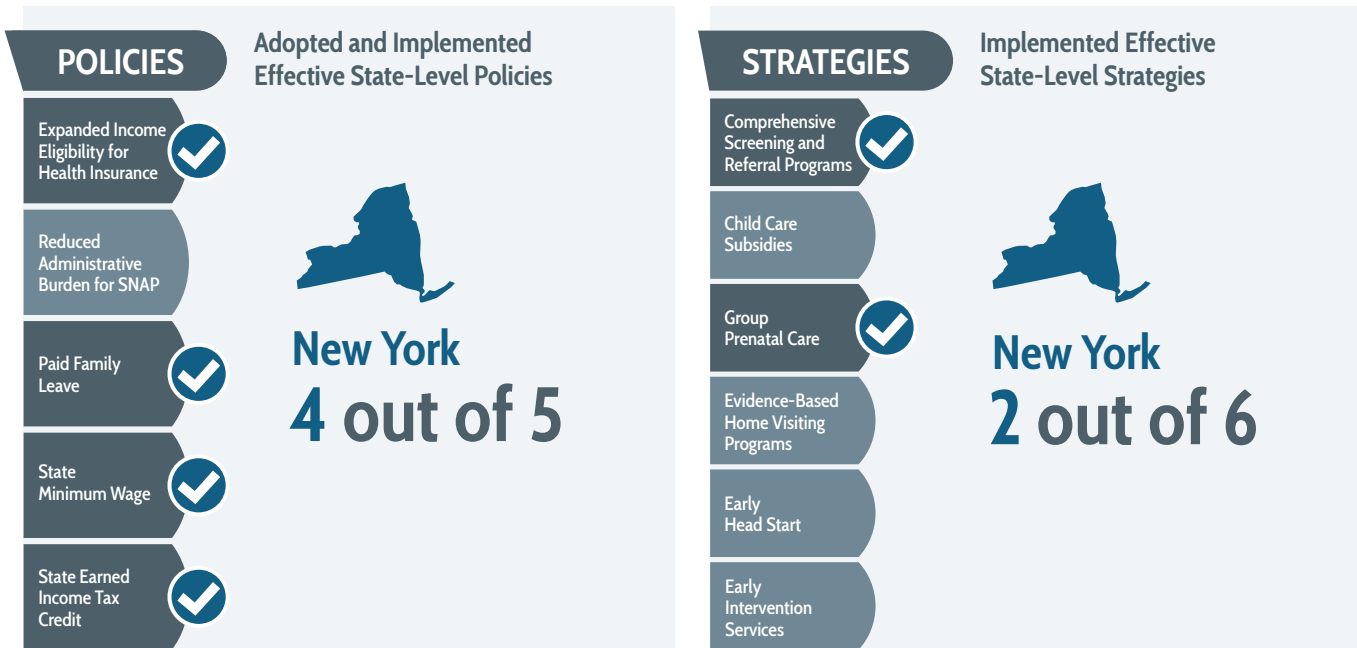 POLICIES
Adopted and Implemented
Effective State-Level Policies
Expanded Income
Eligibility for
Health Insurance
Reduced
Administrative
Burden for SNAP
Paid Family
Leave
State
Minimum Wage
State Earned
Income Tax
Credit
New York
4 out of 5
STRATEGIES
Implemented Effective
State-Level Strategies
Comprehensive
Screening and
Referral Programs
Child Care
Subsidies
Group
Prenatal Care
Evidence-Based
Home Visiting
Programs
Early
Head Start
Early
Intervention
Services
New York
2 out of 6